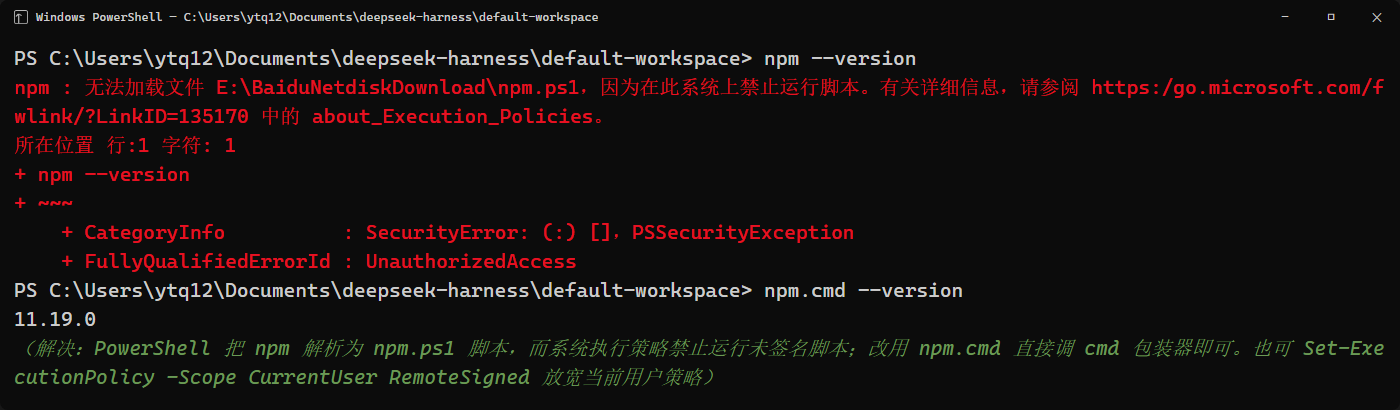 Windows PowerShell — C:\Users\ytq12\Documents\deepseek-harness\default-workspace
PS C:\Users\ytq12\Documents\deepseek-harness\default-workspace> npm --version
npm : 无法加载文件 E:\BaiduNetdiskDownload\npm.ps1，因为在此系统上禁止运行脚本。有关详细信息，请参阅 https:/go.microsoft.com/f
wlink/?LinkID=135170 中的 about_Execution_Policies。
所在位置 行:1 字符: 1
+ npm --version
+ ~~~
    + CategoryInfo          : SecurityError: (:) []，PSSecurityException
    + FullyQualifiedErrorId : UnauthorizedAccess
PS C:\Users\ytq12\Documents\deepseek-harness\default-workspace> npm.cmd --version
11.19.0
（解决：PowerShell 把 npm 解析为 npm.ps1 脚本，而系统执行策略禁止运行未签名脚本；改用 npm.cmd 直接调 cmd 包装器即可。也可 Set-Exe
cutionPolicy -Scope CurrentUser RemoteSigned 放宽当前用户策略）